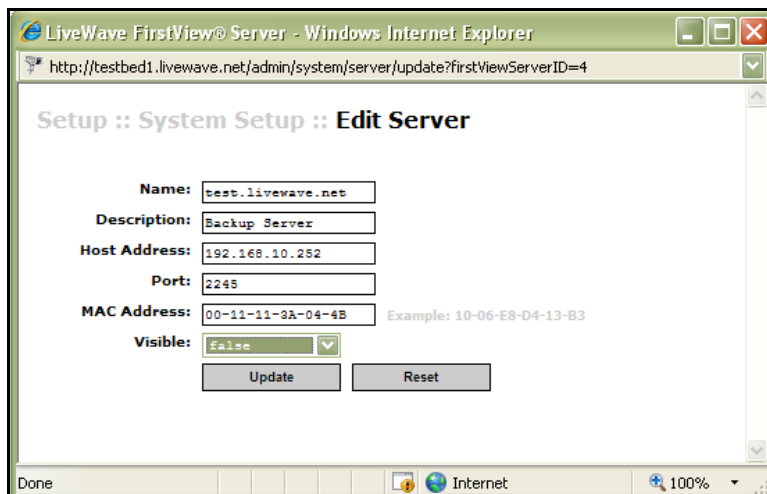 LiveWave FirstView® Server - Windows Internet Explorer
http://testbed1.livewave.net/admin/system/server/update?firstViewServerID=4
Setup :: System Setup :: Edit Server
Name: test.livewave.net
Description: Backup Server
Host Address: 192.168.10.252
Port: 2245
MAC Address: 00-11-11-3A-04-4B Example: 10-06-E8-D4-13-B3
Visible: false
Update Reset
Done Internet 100%